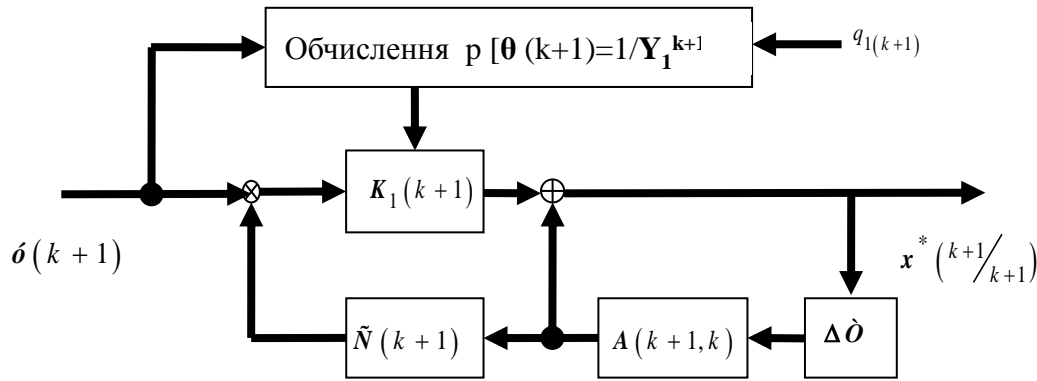 Обчислення р [θ (k+1)=1/Y₁ᵏ⁺¹
q₁₍ₖ₊₁₎
K₁(k + 1)
ó(k + 1)
x*(k+1/k+1)
Ñ(k + 1)
A(k + 1, k)
ΔÒ